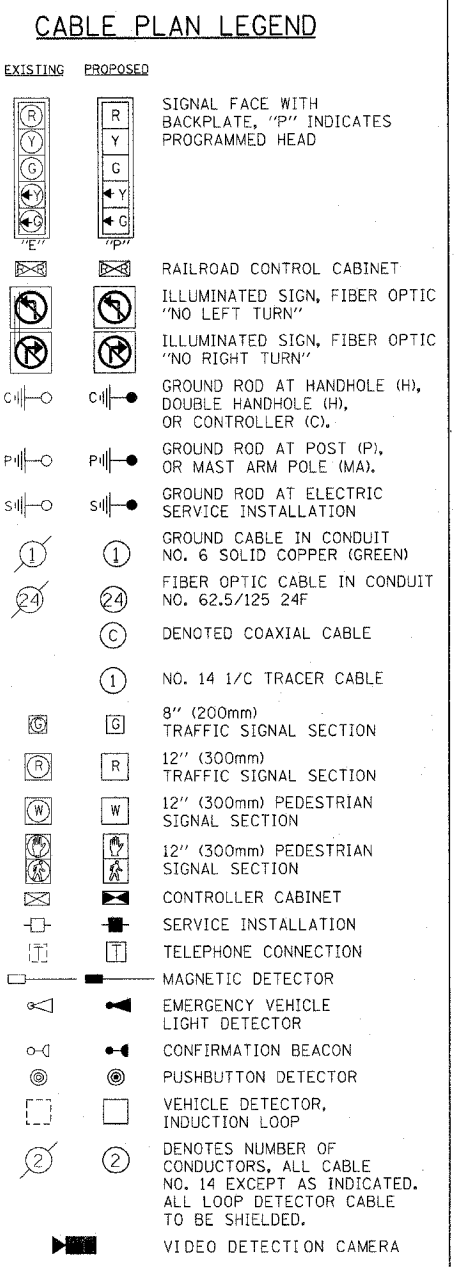 CABLE PLAN LEGEND
EXISTING PROPOSED
R R
Y Y
G G
Y Y
G G
"E" "P"
SIGNAL FACE WITH
BACKPLATE, "P" INDICATES
PROGRAMMED HEAD
RAILROAD CONTROL CABINET
ILLUMINATED SIGN, FIBER OPTIC
"NO LEFT TURN"
ILLUMINATED SIGN, FIBER OPTIC
"NO RIGHT TURN"
C C GROUND ROD AT HANDHOLE (H),
DOUBLE HANDHOLE (H),
OR CONTROLLER (C).
P P GROUND ROD AT POST (P),
OR MAST ARM POLE (MA).
S S GROUND ROD AT ELECTRIC
SERVICE INSTALLATION
1 1 GROUND CABLE IN CONDUIT
NO. 6 SOLID COPPER (GREEN)
24 24 FIBER OPTIC CABLE IN CONDUIT
NO. 62.5/125 24F
C DENOTED COAXIAL CABLE
1 NO. 14 1/C TRACER CABLE
G G 8" (200mm)
TRAFFIC SIGNAL SECTION
R R 12" (300mm)
TRAFFIC SIGNAL SECTION
W W 12" (300mm) PEDESTRIAN
SIGNAL SECTION
12" (300mm) PEDESTRIAN
SIGNAL SECTION
CONTROLLER CABINET
SERVICE INSTALLATION
T T TELEPHONE CONNECTION
MAGNETIC DETECTOR
EMERGENCY VEHICLE
LIGHT DETECTOR
CONFIRMATION BEACON
PUSHBUTTON DETECTOR
VEHICLE DETECTOR,
INDUCTION LOOP
2 2 DENOTES NUMBER OF
CONDUCTORS, ALL CABLE
NO. 14 EXCEPT AS INDICATED.
ALL LOOP DETECTOR CABLE
TO BE SHIELDED.
VIDEO DETECTION CAMERA